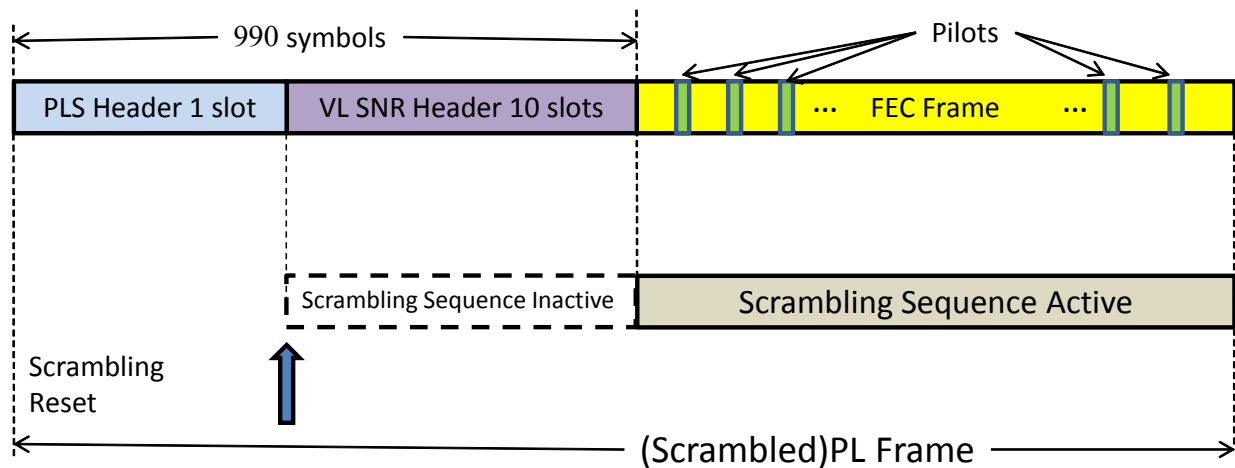 990 symbols
Pilots
PLS Header 1 slot
VL SNR Header 10 slots
... FEC Frame ...
Scrambling Sequence Inactive
Scrambling Sequence Active
Scrambling
Reset
(Scrambled)PL Frame